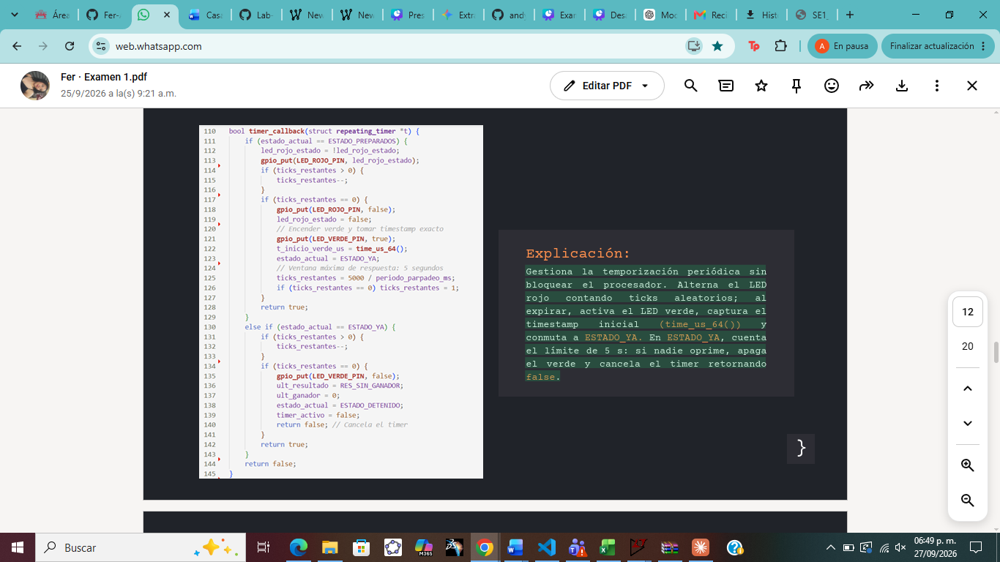 Área
Fer-
Casa
Lab-
New
New
Pres
Extra
andy
Exar
Desa
Moc
Reci
Hist
SE1_
web.whatsapp.com
A
En pausa
Finalizar actualización
Fer · Examen 1.pdf
25/9/2026 a la(s) 9:21 a.m.
Editar PDF
110 bool timer_callback(struct repeating_timer *t) {
111 if (estado_actual == ESTADO_PREPARADOS) {
112 led_rojo_estado = !led_rojo_estado;
113 gpio_put(LED_ROJO_PIN, led_rojo_estado);
114 if (ticks_restantes > 0) {
115 ticks_restantes--;
116 }
117 if (ticks_restantes == 0) {
118 gpio_put(LED_ROJO_PIN, false);
119 led_rojo_estado = false;
120 // Encender verde y tomar timestamp exacto
121 gpio_put(LED_VERDE_PIN, true);
122 t_inicio_verde_us = time_us_64();
123 estado_actual = ESTADO_YA;
124 // Ventana máxima de respuesta: 5 segundos
125 ticks_restantes = 5000 / periodo_parpadeo_ms;
126 if (ticks_restantes == 0) ticks_restantes = 1;
127 }
128 return true;
129 }
130 else if (estado_actual == ESTADO_YA) {
131 if (ticks_restantes > 0) {
132 ticks_restantes--;
133 }
134 if (ticks_restantes == 0) {
135 gpio_put(LED_VERDE_PIN, false);
136 ult_resultado = RES_SIN_GANADOR;
137 ult_ganador = 0;
138 estado_actual = ESTADO_DETENIDO;
139 timer_activo = false;
140 return false; // Cancela el timer
141 }
142 return true;
143 }
144 return false;
145 }
Explicación:
Gestiona la temporización periódica sin
bloquear el procesador. Alterna el LED
rojo contando ticks aleatorios; al
expirar, activa el LED verde, captura el
timestamp inicial (time_us_64()) y
conmuta a ESTADO_YA. En ESTADO_YA, cuenta
el límite de 5 s: si nadie oprime, apaga
el verde y cancela el timer retornando
false.
}
12
20
Buscar
M365
06:49 p. m.
27/09/2026